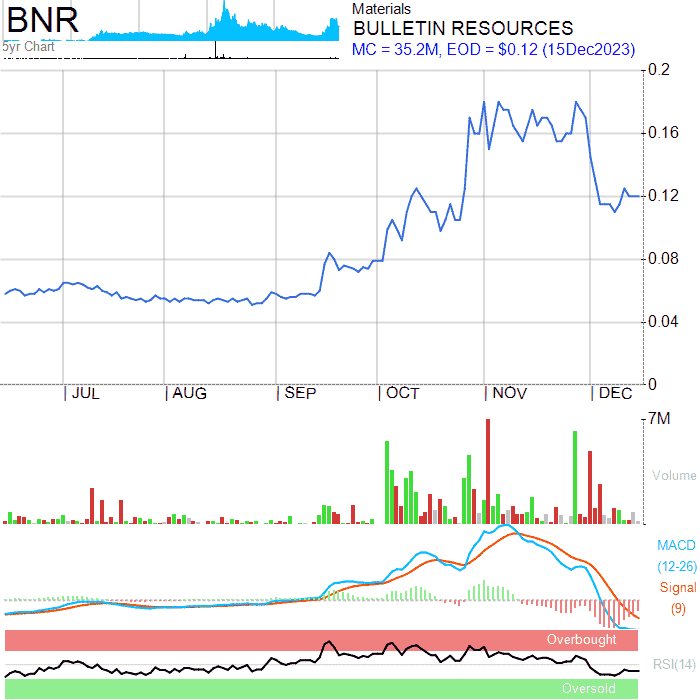 BNR
5yr Chart
Materials
BULLETIN RESOURCES
MC = 35.2M, EOD = $0.12 (15Dec2023)
0.2
0.16
0.12
0.08
0.04
0
JUL AUG SEP OCT NOV DEC
7M
Volume
MACD
(12-26)
Signal
(9)
Overbought
RSI(14)
Oversold